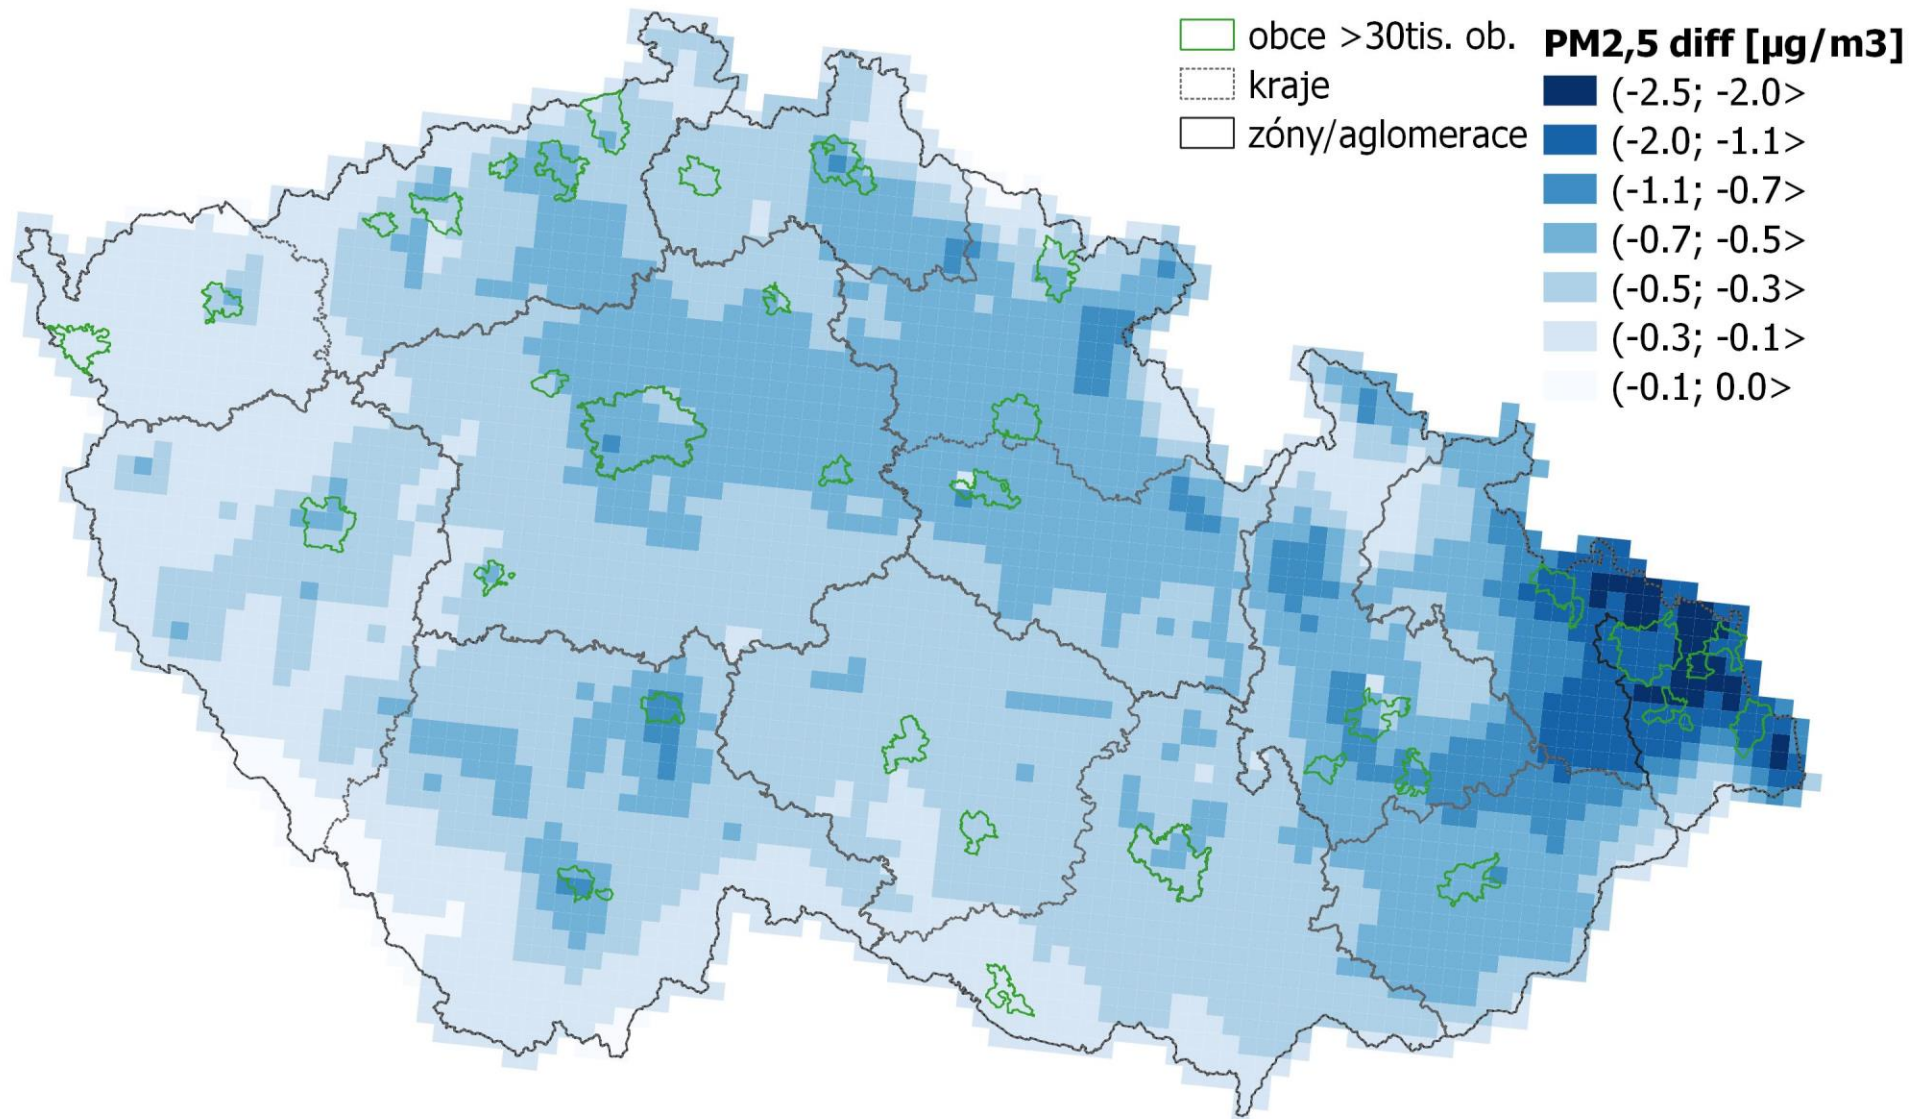 obce >30tis. ob.
kraje
zóny/aglomerace
PM2,5 diff [µg/m3]
(-2.5; -2.0>
(-2.0; -1.1>
(-1.1; -0.7>
(-0.7; -0.5>
(-0.5; -0.3>
(-0.3; -0.1>
(-0.1; 0.0>